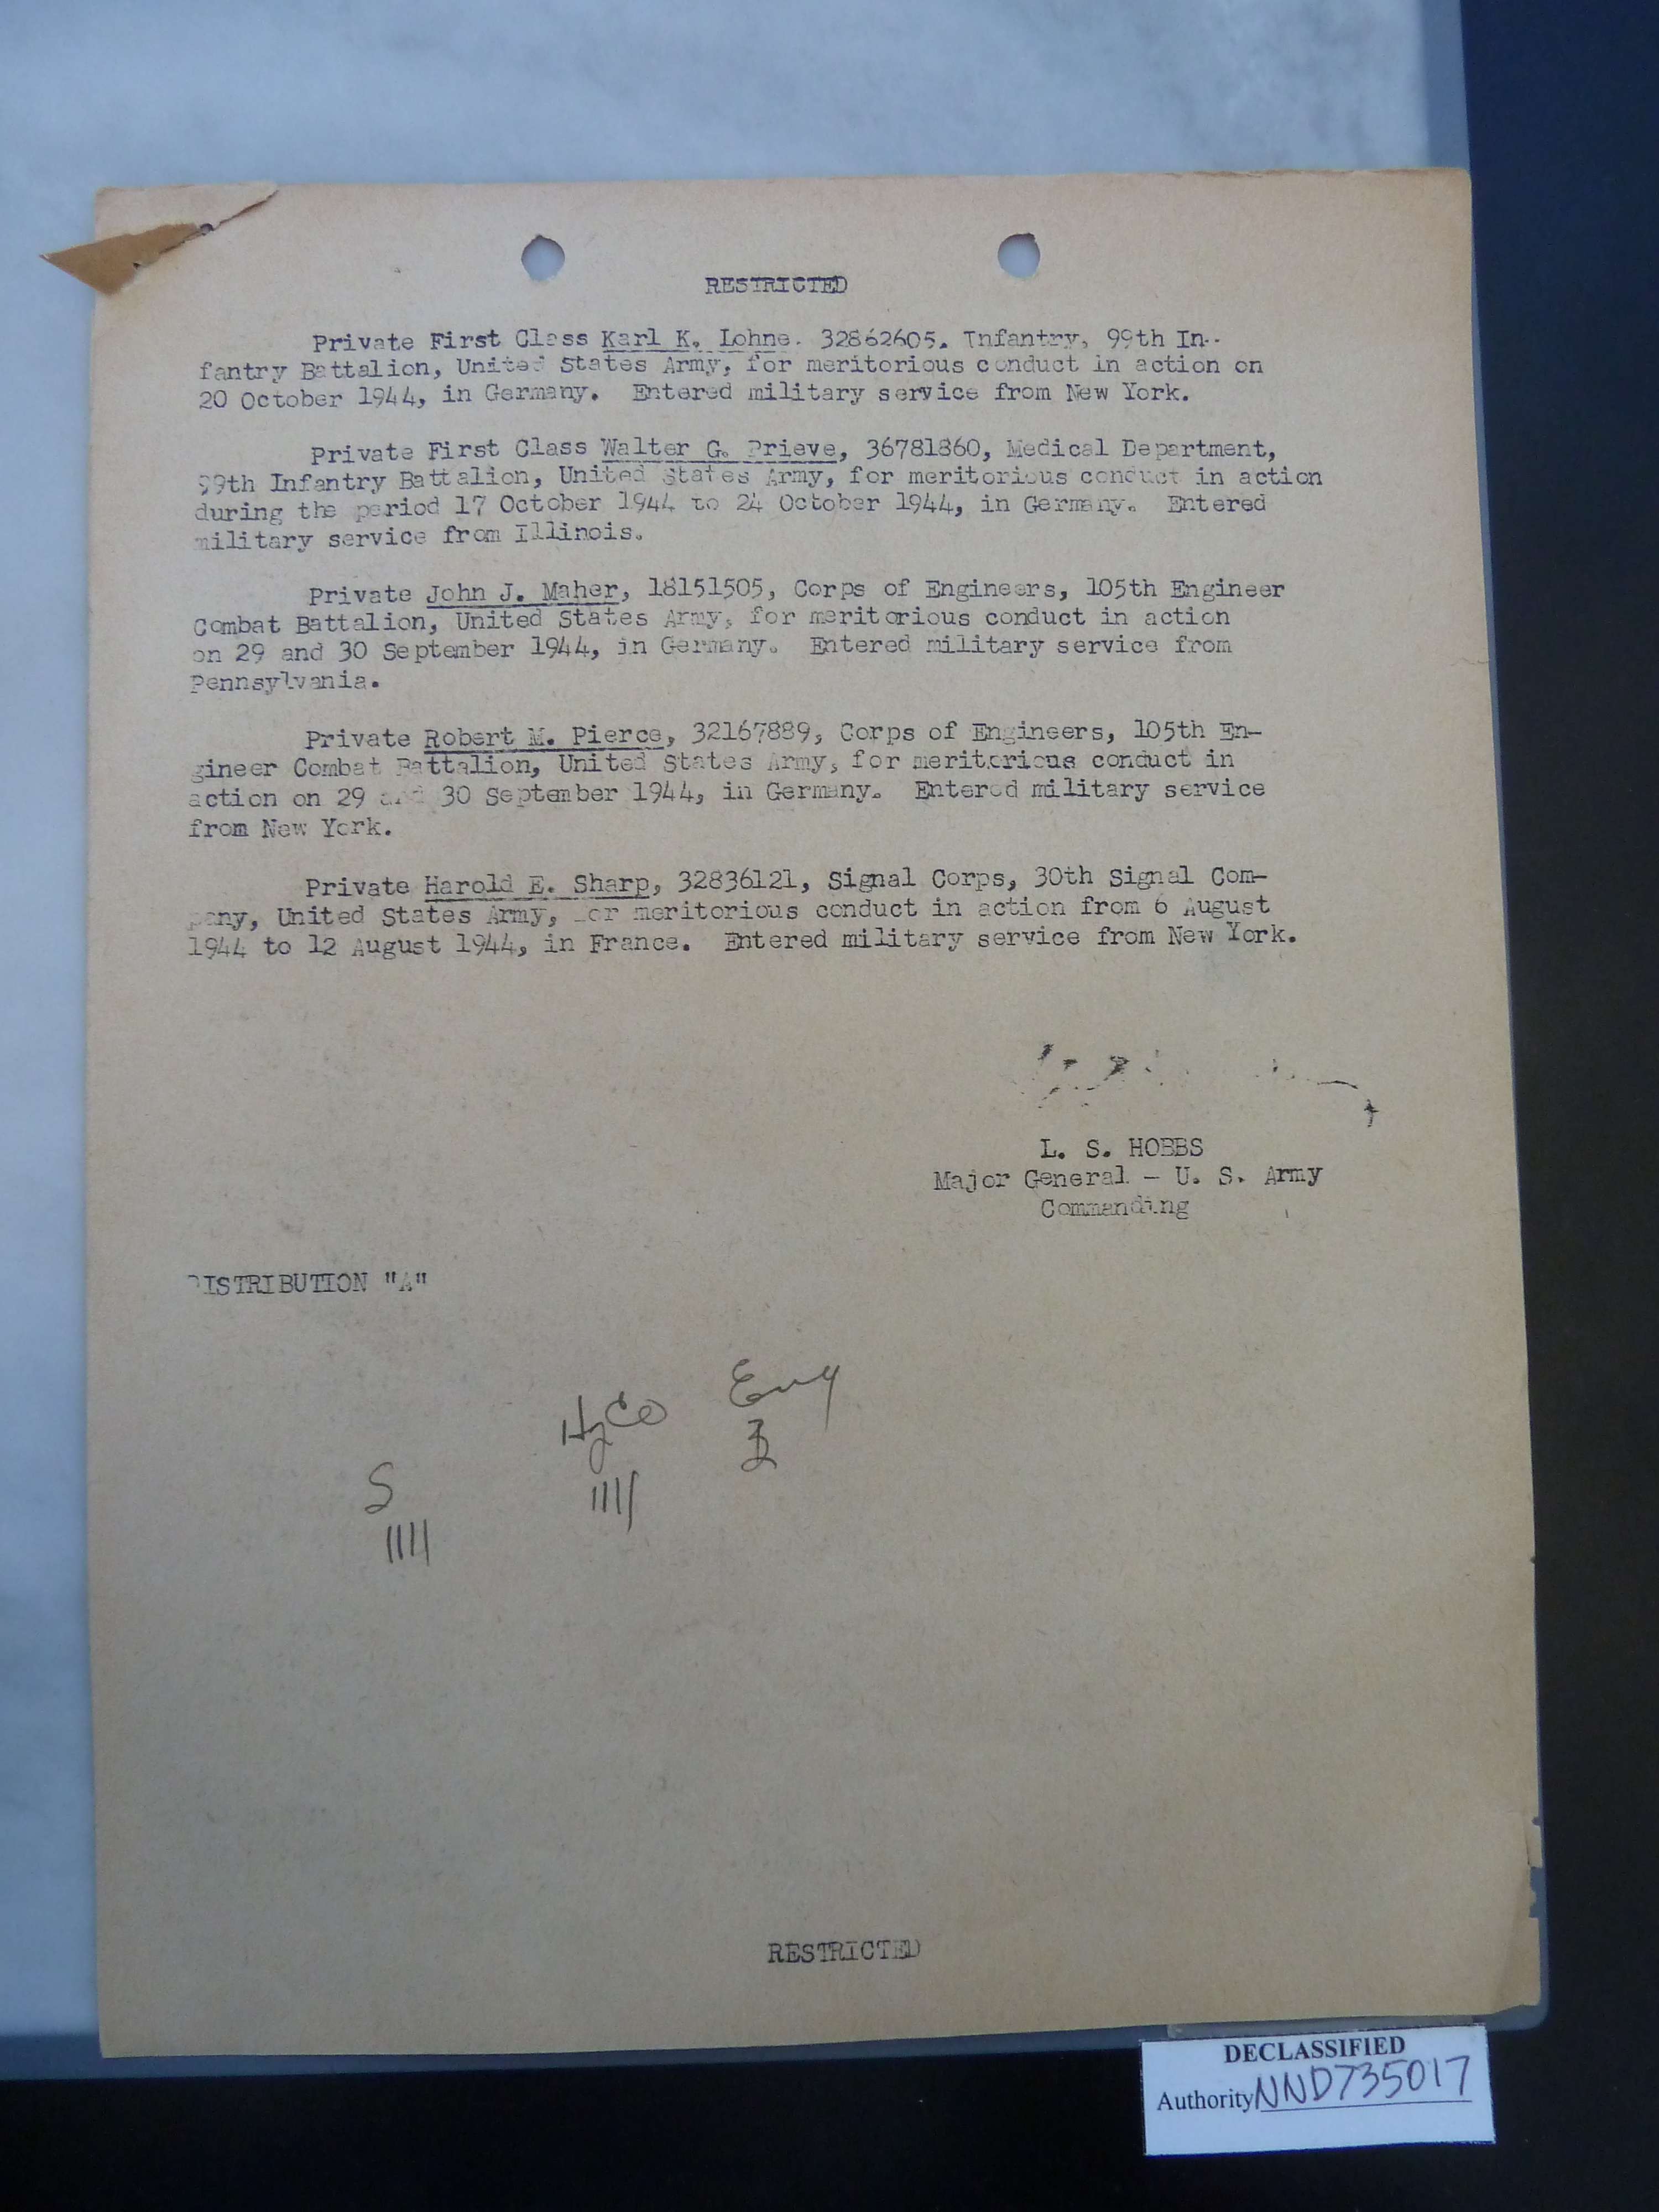 RESTRICTED
Private First Class Karl K. Lohne. 32862605. Infantry, 99th In-
fantry Battalion, United States Army, for meritorious conduct in action on
20 October 1944, in Germany. Entered military service from New York.
Private First Class Walter G. Prieve, 36781860, Medical Department,
99th Infantry Battalion, United States Army, for meritorious conduct in action
during the period 17 October 1944 to 24 October 1944, in Germany. Entered
military service from Illinois.
Private John J. Maher, 18151505, Corps of Engineers, 105th Engineer
Combat Battalion, United States Army, for meritorious conduct in action
on 29 and 30 September 1944, in Germany. Entered military service from
Pennsylvania.
Private Robert M. Pierce, 32167889, Corps of Engineers, 105th En-
gineer Combat Battalion, United States Army, for meritorious conduct in
action on 29 and 30 September 1944, in Germany. Entered military service
from New York.
Private Harold E. Sharp, 32836121, Signal Corps, 30th Signal Com-
pany, United States Army, for meritorious conduct in action from 6 August
1944 to 12 August 1944, in France. Entered military service from New York.
L. S. HOBBS
Major General - U. S. Army
Commanding
DISTRIBUTION "A"
Eng
HqCo
S
RESTRICTED
DECLASSIFIED
Authority NND735017